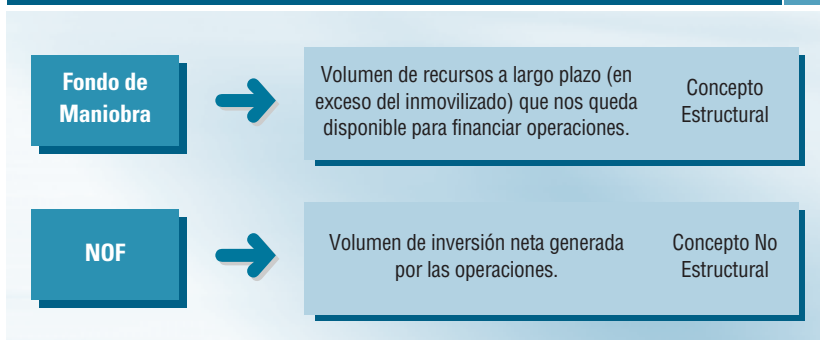 Fondo de
Maniobra
Volumen de recursos a largo plazo (en
exceso del inmovilizado) que nos queda
disponible para financiar operaciones.
Concepto
Estructural
NOF
Volumen de inversión neta generada
por las operaciones.
Concepto No
Estructural